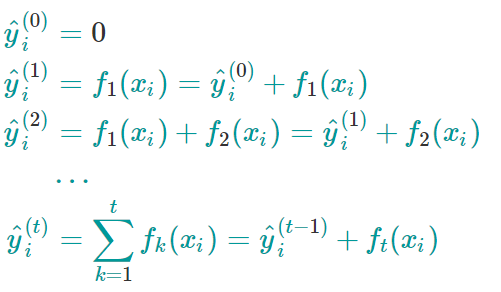 ŷ_i^{(0)} = 0
ŷ_i^{(1)} = f_1(x_i) = ŷ_i^{(0)} + f_1(x_i)
ŷ_i^{(2)} = f_1(x_i) + f_2(x_i) = ŷ_i^{(1)} + f_2(x_i)
…
ŷ_i^{(t)} = \sum_{k=1}^{t} f_k(x_i) = ŷ_i^{(t-1)} + f_t(x_i)